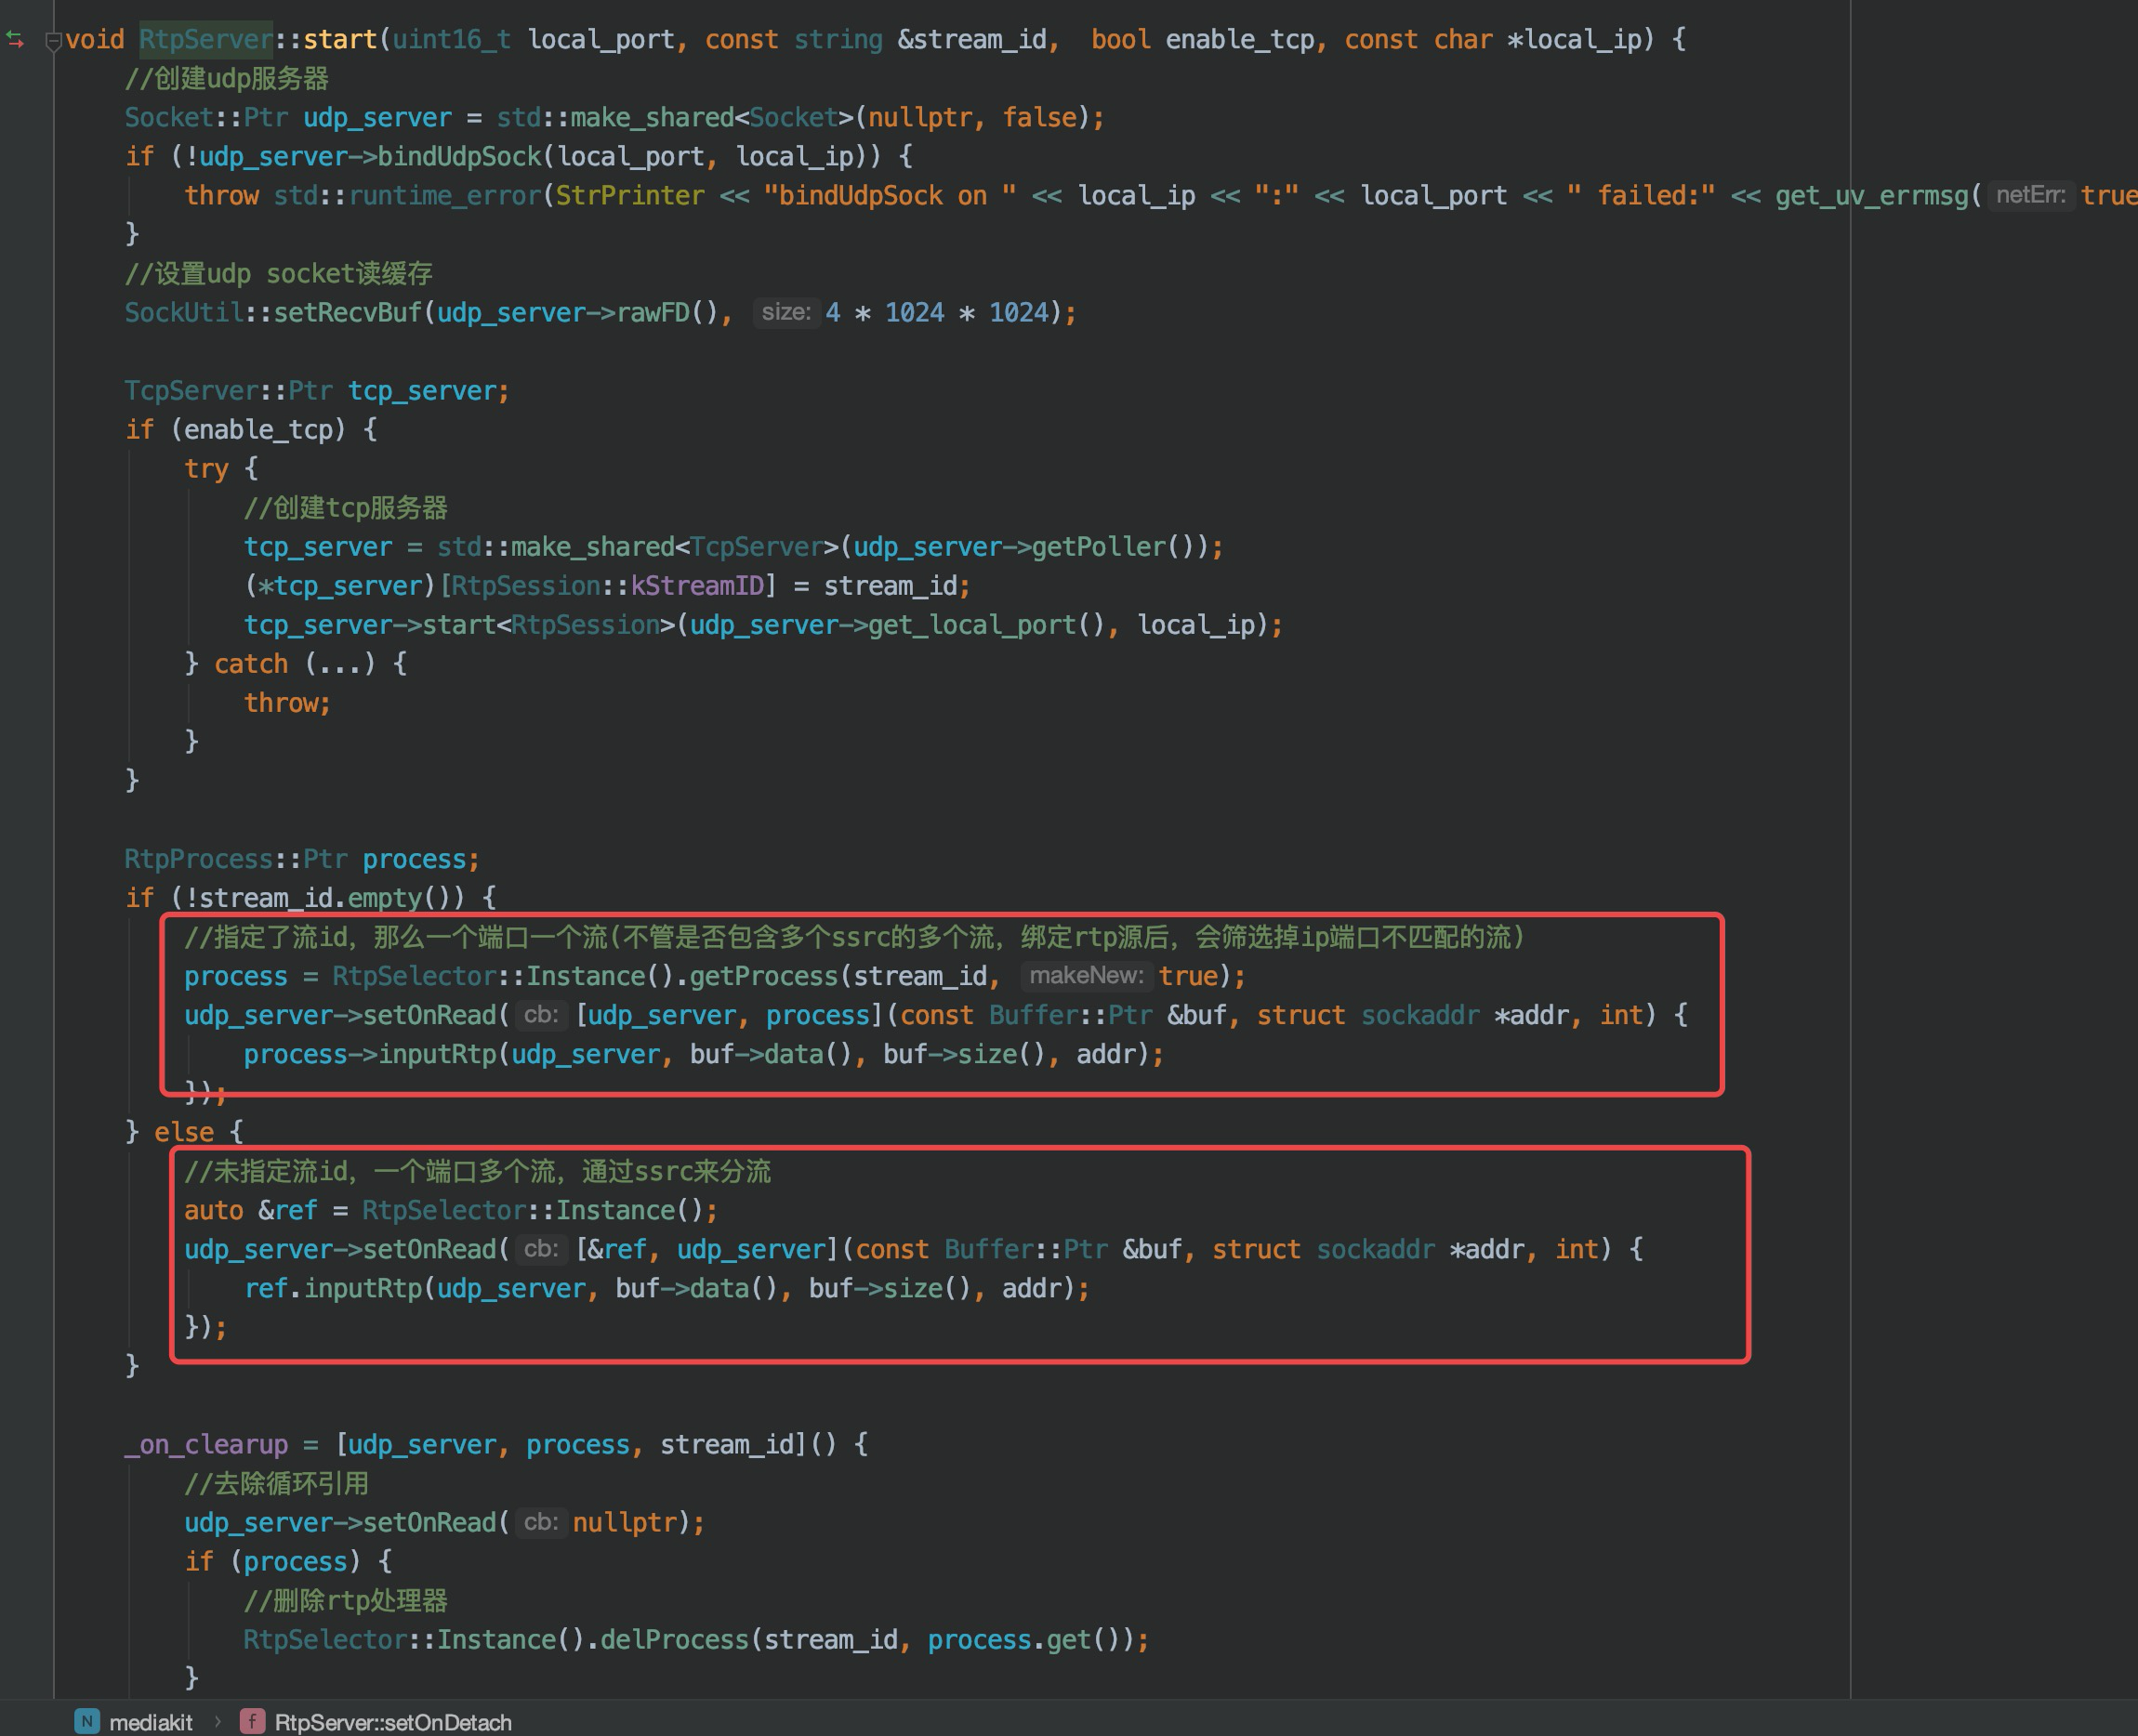 void RtpServer::start(uint16_t local_port, const string &stream_id,  bool enable_tcp, const char *local_ip) {
//创建udp服务器
Socket::Ptr udp_server = std::make_shared<Socket>(nullptr, false);
if (!udp_server->bindUdpSock(local_port, local_ip)) {
throw std::runtime_error(StrPrinter << "bindUdpSock on " << local_ip << ":" << local_port << " failed:" << get_uv_errmsg( netErr: true
}
//设置udp socket读缓存
SockUtil::setRecvBuf(udp_server->rawFD(), size: 4 * 1024 * 1024);
TcpServer::Ptr tcp_server;
if (enable_tcp) {
try {
//创建tcp服务器
tcp_server = std::make_shared<TcpServer>(udp_server->getPoller());
(*tcp_server)[RtpSession::kStreamID] = stream_id;
tcp_server->start<RtpSession>(udp_server->get_local_port(), local_ip);
} catch (...) {
throw;
}
}
RtpProcess::Ptr process;
if (!stream_id.empty()) {
//指定了流id，那么一个端口一个流(不管是否包含多个ssrc的多个流，绑定rtp源后，会筛选掉ip端口不匹配的流)
process = RtpSelector::Instance().getProcess(stream_id, makeNew: true);
udp_server->setOnRead( cb: [udp_server, process](const Buffer::Ptr &buf, struct sockaddr *addr, int) {
process->inputRtp(udp_server, buf->data(), buf->size(), addr);
});
} else {
//未指定流id，一个端口多个流，通过ssrc来分流
auto &ref = RtpSelector::Instance();
udp_server->setOnRead( cb: [&ref, udp_server](const Buffer::Ptr &buf, struct sockaddr *addr, int) {
ref.inputRtp(udp_server, buf->data(), buf->size(), addr);
});
}
_on_clearup = [udp_server, process, stream_id]() {
//去除循环引用
udp_server->setOnRead( cb: nullptr);
if (process) {
//删除rtp处理器
RtpSelector::Instance().delProcess(stream_id, process.get());
}
N mediakit › f RtpServer::setOnDetach